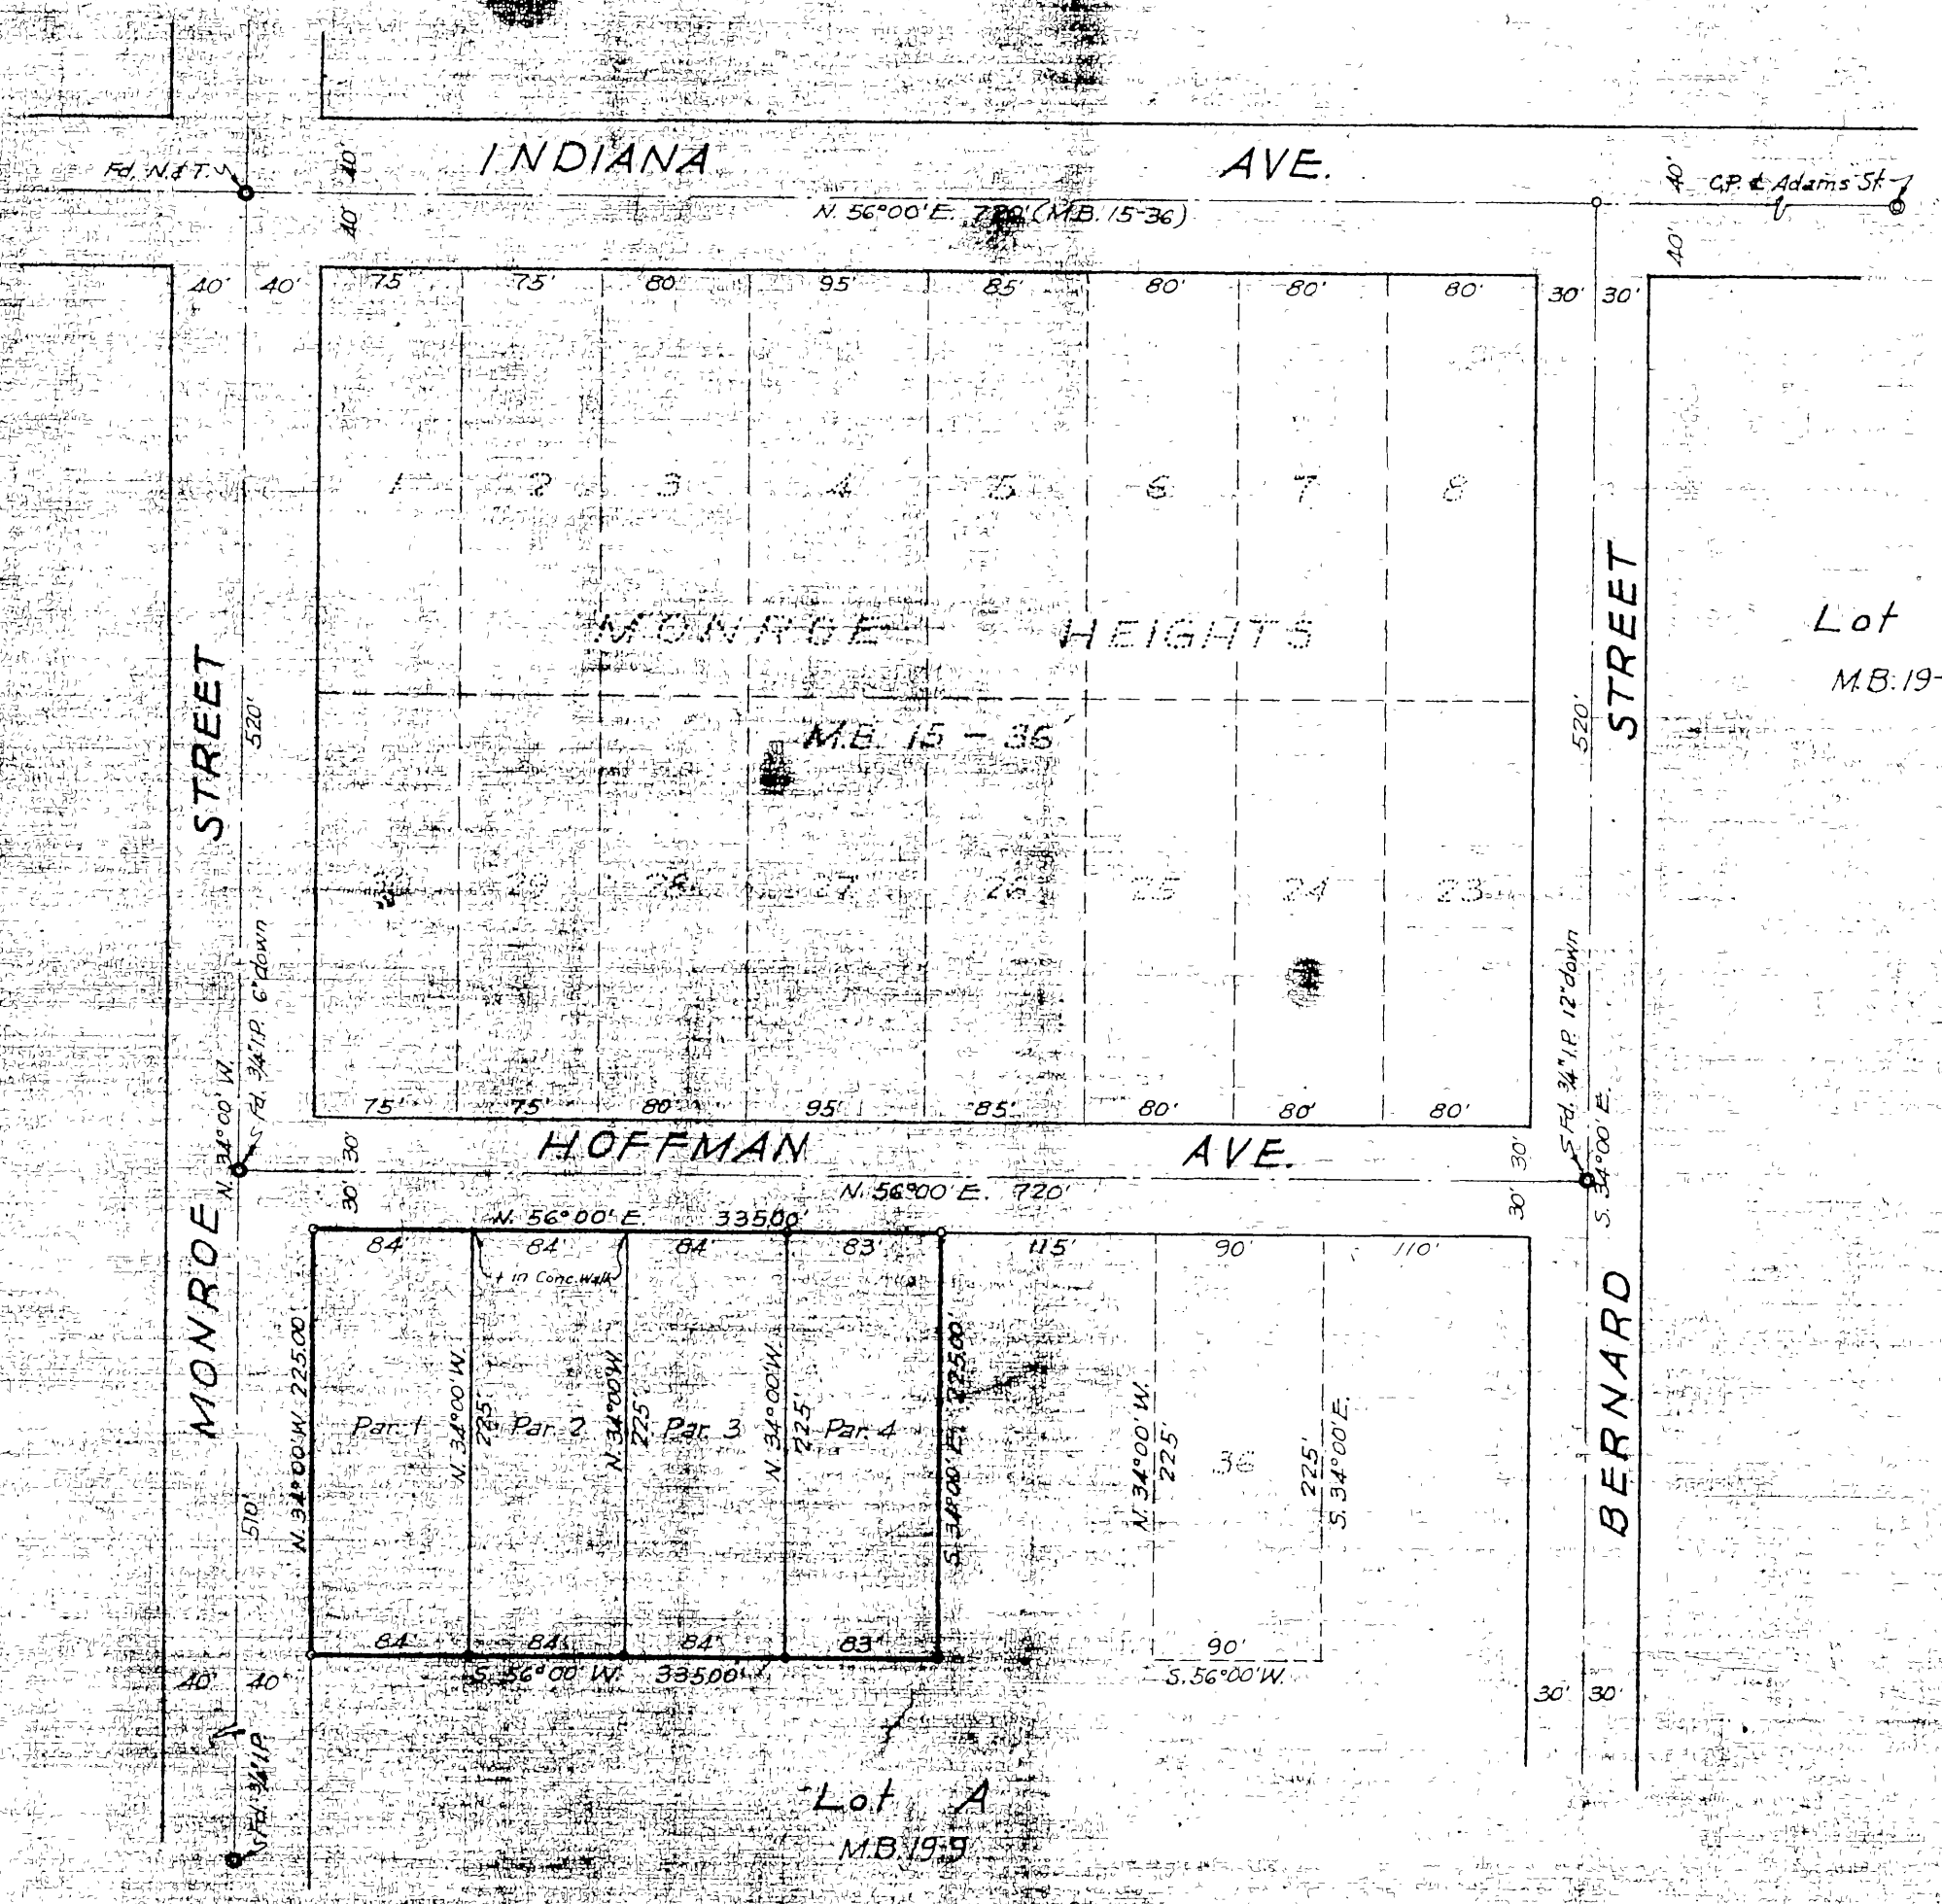 INDIANA AVE.
Fd. N.&T.
40'
40'
40'
40'
C.P. ℄ Adams St.
N. 56°00'E. 720' (M.B. 15-36)
40' 40'
75' 75' 80' 95' 85' 80' 80' 80'
30' 30'
1 2 3 4 5 6 7 8
MONROE HEIGHTS
M.B. 15 - 36
Lot
M.B. 19-
STREET
520'
STREET
520'
29 28 27 26 25 24 23
Fd. 3/4" I.P. 6" down
N. 34°00' W.
Fd. 3/4" I.P. 12" down
S. 34°00' E.
75' 75' 80' 95' 85' 80' 80' 80'
HOFFMAN AVE.
30'
30'
30'
30'
N. 56°00' E. 720'
N. 56°00' E. 335.00'
84' 84' 84' 83' 115' 90' 110'
+ in Conc. Walk
MONROE
510'
N. 34°00' W. 225.00'
Par. 1
N. 34°00' W.
225'
Par. 2
N. 34°00' W.
225'
Par. 3
N. 34°00' W.
225'
Par. 4
S. 34°00' E. 225.00'
N. 34°00' W.
225'
36
225'
S. 34°00' E.
BERNARD
84' 84' 84' 83'
S. 56°00' W. 335.00'
90'
S. 56°00' W.
40' 40'
30' 30'
Fd. 3/4" I.P.
Lot A
M.B. 19-9